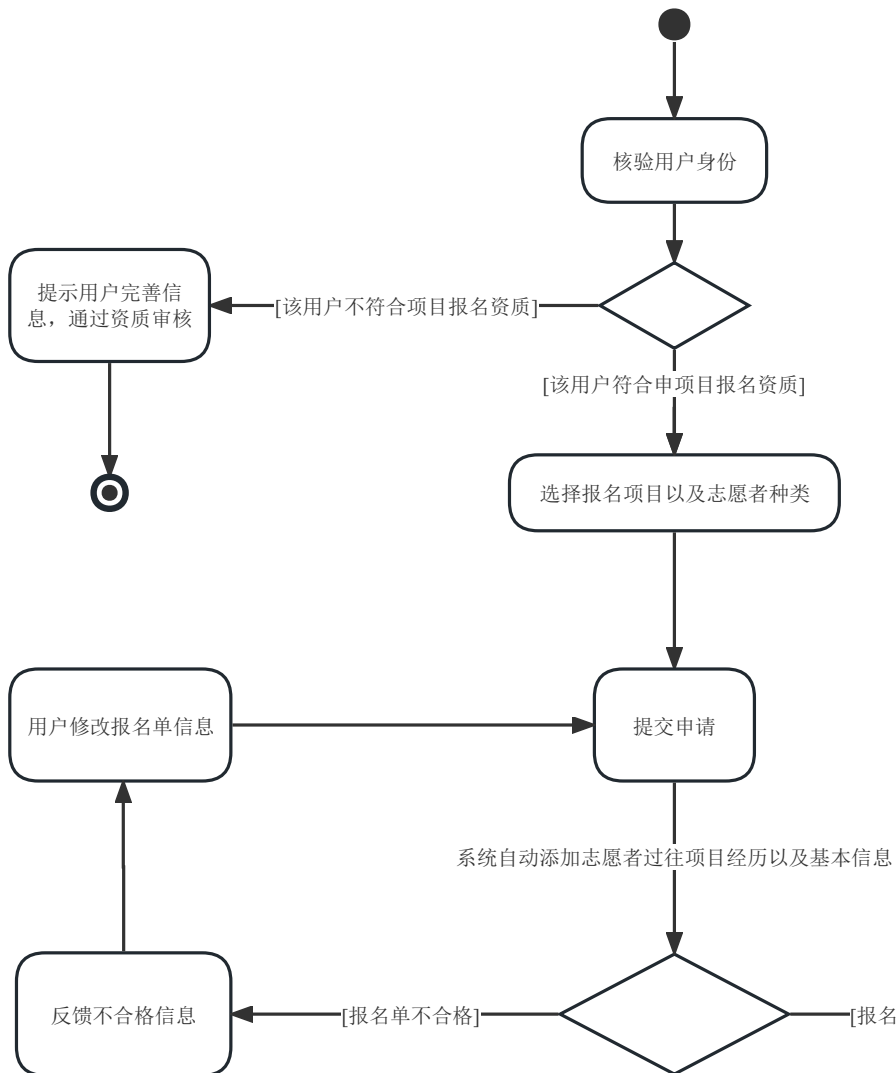 核验用户身份
提示用户完善信
息，通过资质审核
[该用户不符合项目报名资质]
[该用户符合申项目报名资质]
选择报名项目以及志愿者种类
用户修改报名单信息
提交申请
系统自动添加志愿者过往项目经历以及基本信息
反馈不合格信息
[报名单不合格]
[报名